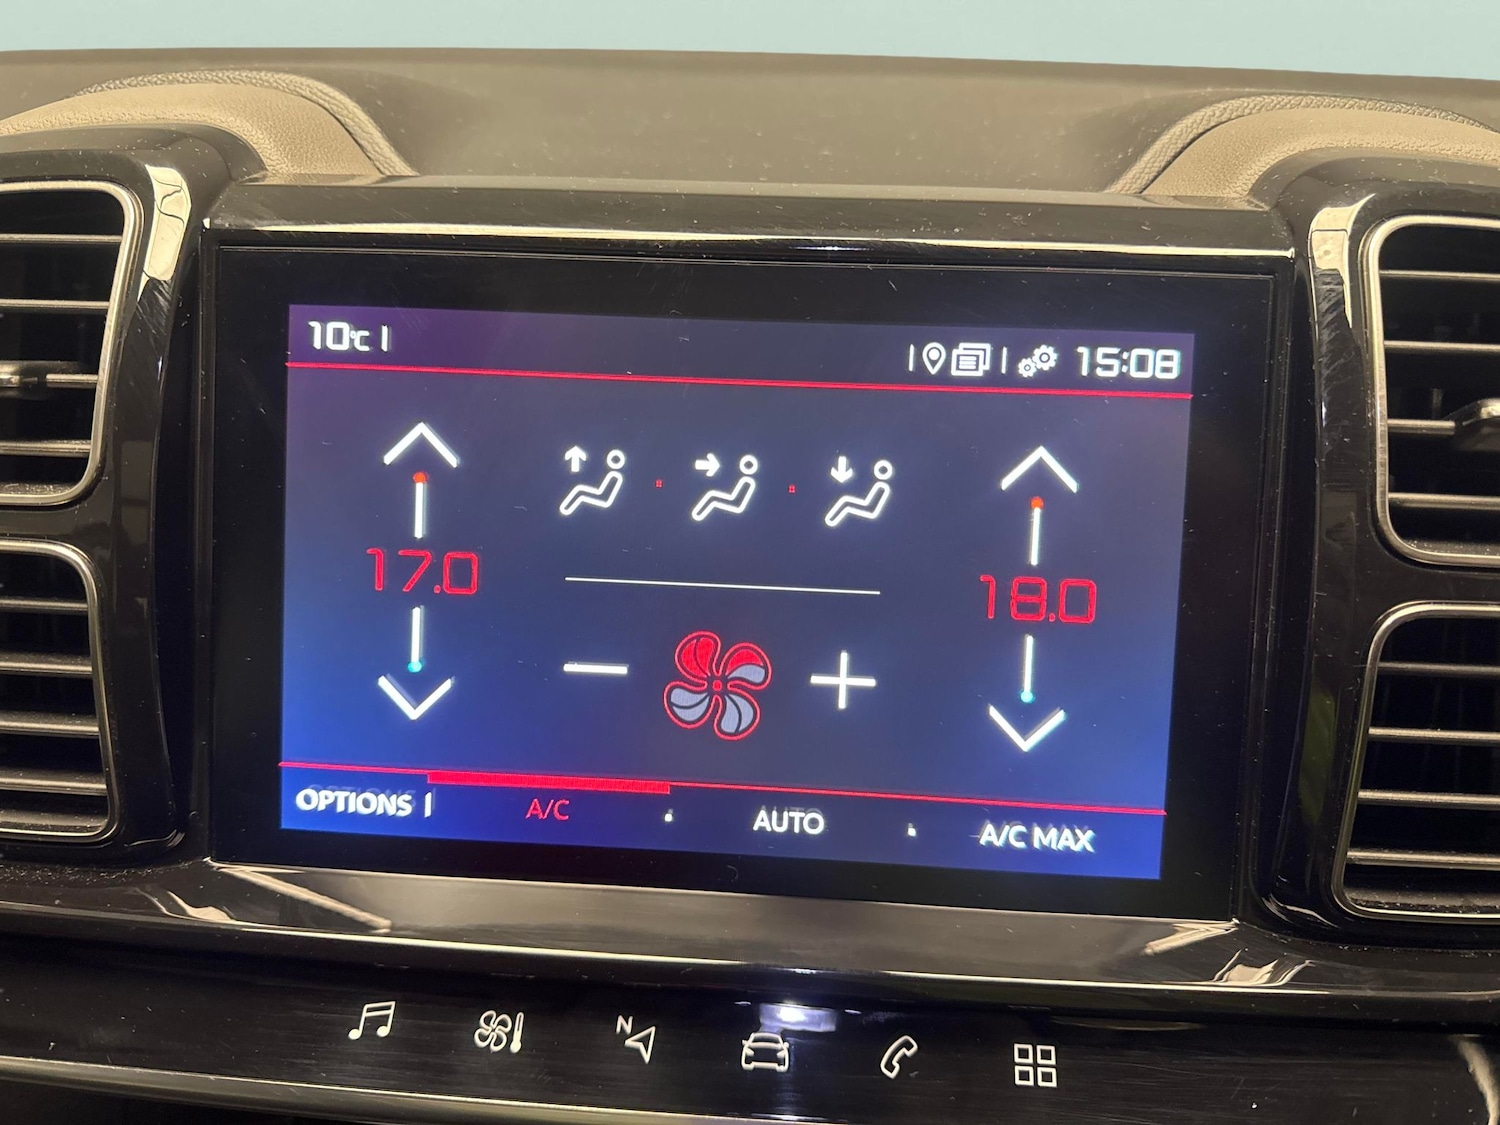 10°C
15:08
17.0
18.0
OPTIONS
A/C
AUTO
A/C MAX
N